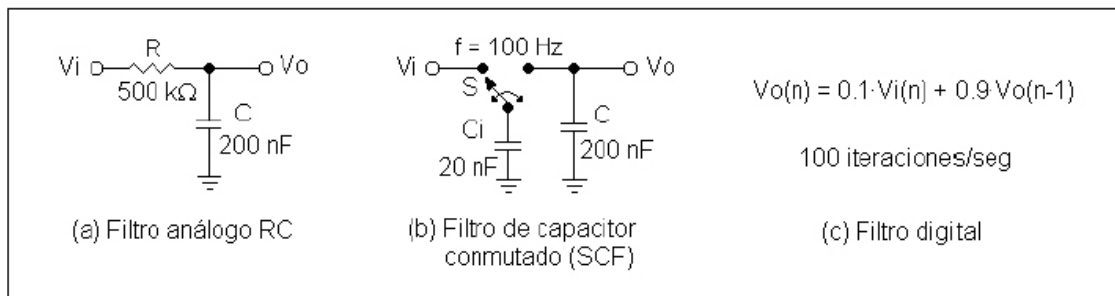 Vi
R
500 kΩ
Vo
C
200 nF
(a) Filtro análogo RC
f = 100 Hz
Vi
S
Vo
Ci
20 nF
C
200 nF
(b) Filtro de capacitor
conmutado (SCF)
Vo(n) = 0.1·Vi(n) + 0.9·Vo(n-1)
100 iteraciones/seg
(c) Filtro digital